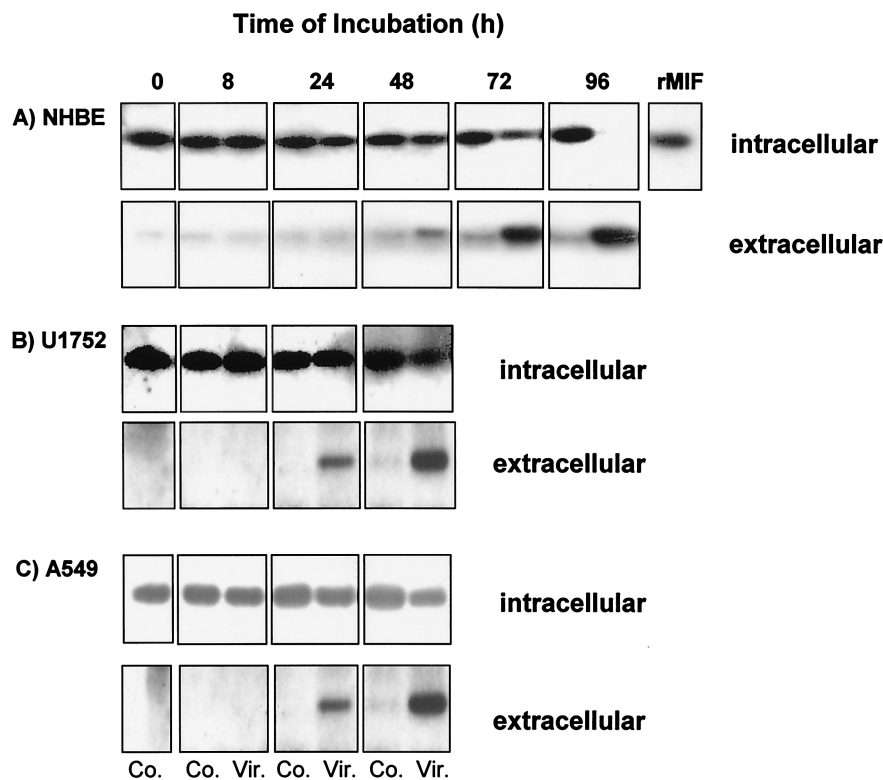 Time of Incubation (h)
0 8 24 48 72 96 rMIF
A) NHBE
intracellular
extracellular
B) U1752
intracellular
extracellular
C) A549
intracellular
extracellular
Co. Co. Vir. Co. Vir. Co. Vir.